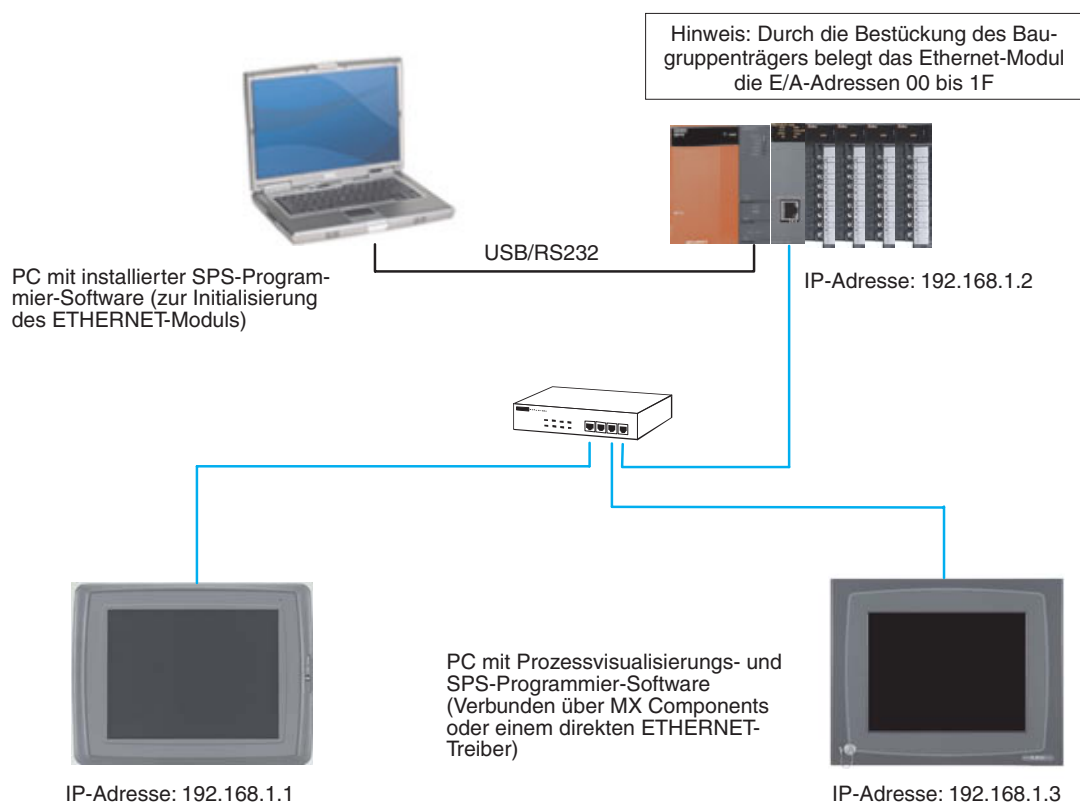 Hinweis: Durch die Bestückung des Bau-
gruppenträgers belegt das Ethernet-Modul
die E/A-Adressen 00 bis 1F
USB/RS232
PC mit installierter SPS-Program-
mier-Software (zur Initialisierung
des ETHERNET-Moduls)
IP-Adresse: 192.168.1.2
PC mit Prozessvisualisierungs- und
SPS-Programmier-Software
(Verbunden über MX Components
oder einem direkten ETHERNET-
Treiber)
IP-Adresse: 192.168.1.1
IP-Adresse: 192.168.1.3